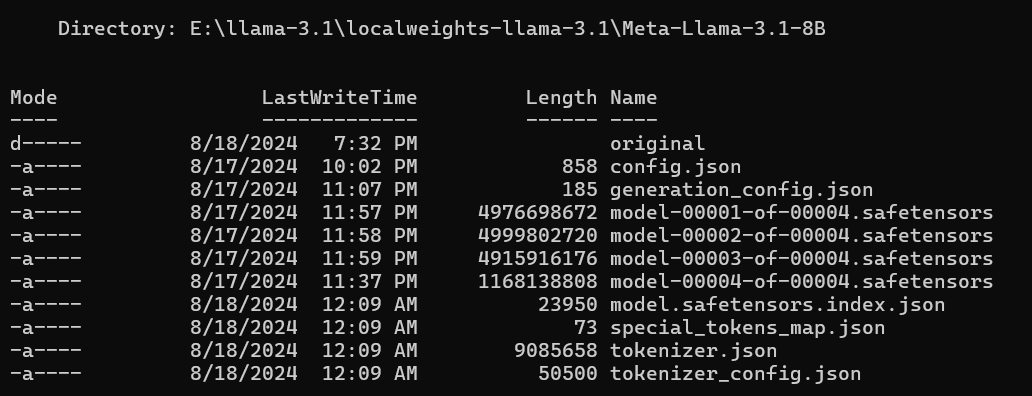 Directory: E:\llama-3.1\localweights-llama-3.1\Meta-Llama-3.1-8B
Mode                 LastWriteTime         Length Name
----                 -------------         ------ ----
d-----         8/18/2024   7:32 PM                original
-a----         8/17/2024  10:02 PM            858 config.json
-a----         8/17/2024  11:07 PM            185 generation_config.json
-a----         8/17/2024  11:57 PM     4976698672 model-00001-of-00004.safetensors
-a----         8/17/2024  11:58 PM     4999802720 model-00002-of-00004.safetensors
-a----         8/17/2024  11:59 PM     4915916176 model-00003-of-00004.safetensors
-a----         8/17/2024  11:37 PM     1168138808 model-00004-of-00004.safetensors
-a----         8/18/2024  12:09 AM          23950 model.safetensors.index.json
-a----         8/18/2024  12:09 AM             73 special_tokens_map.json
-a----         8/18/2024  12:09 AM        9085658 tokenizer.json
-a----         8/18/2024  12:09 AM          50500 tokenizer_config.json